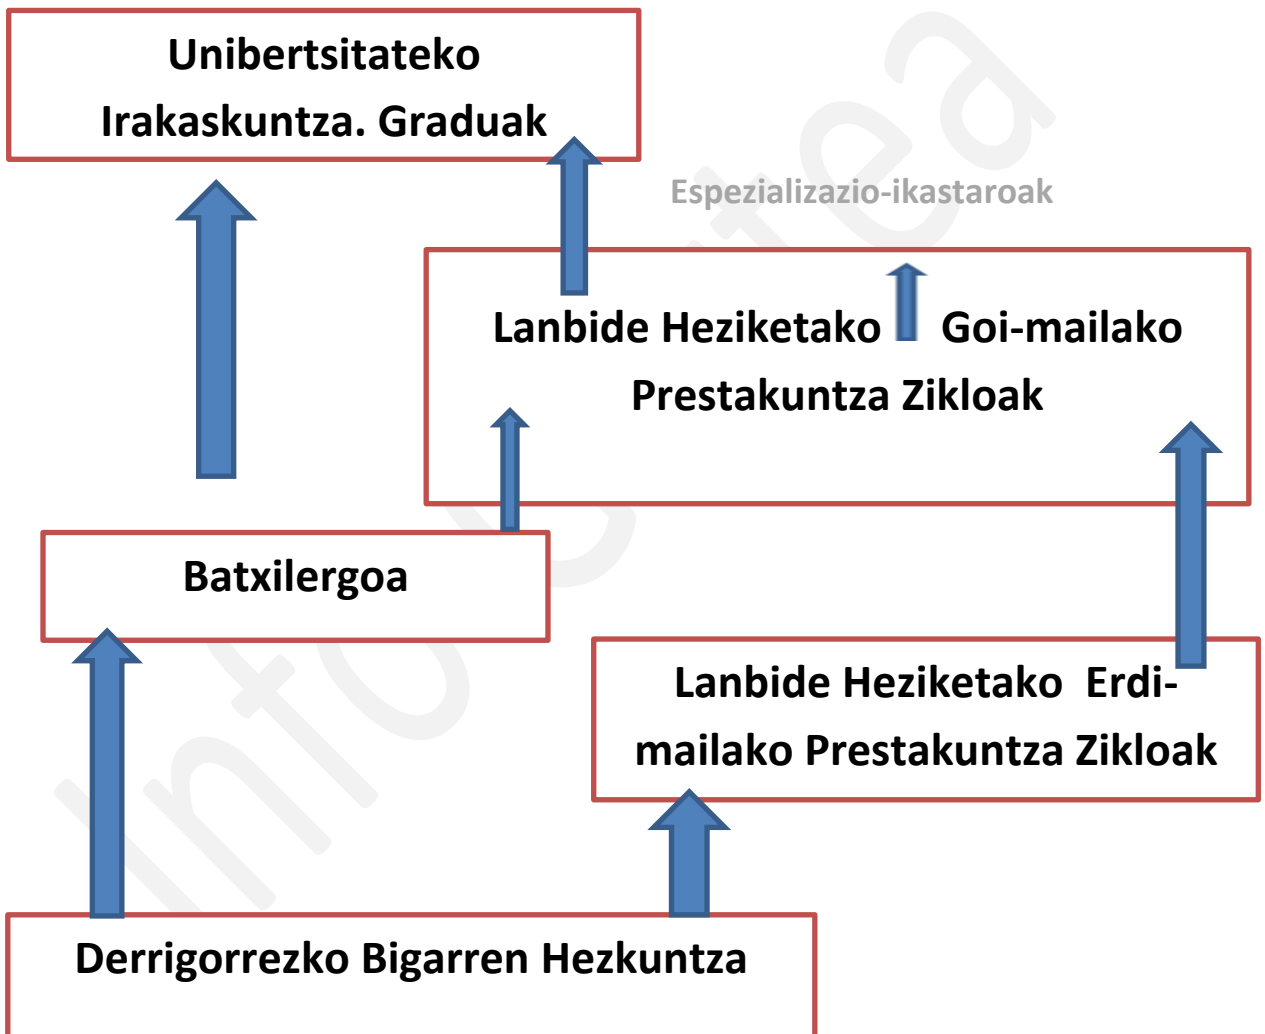 Unibertsitateko
Irakaskuntza. Graduak
Espezializazio-ikastaroak
Lanbide Heziketako Goi-mailako
Prestakuntza Zikloak
Batxilergoa
Lanbide Heziketako Erdi-
mailako Prestakuntza Zikloak
Derrigorrezko Bigarren Hezkuntza